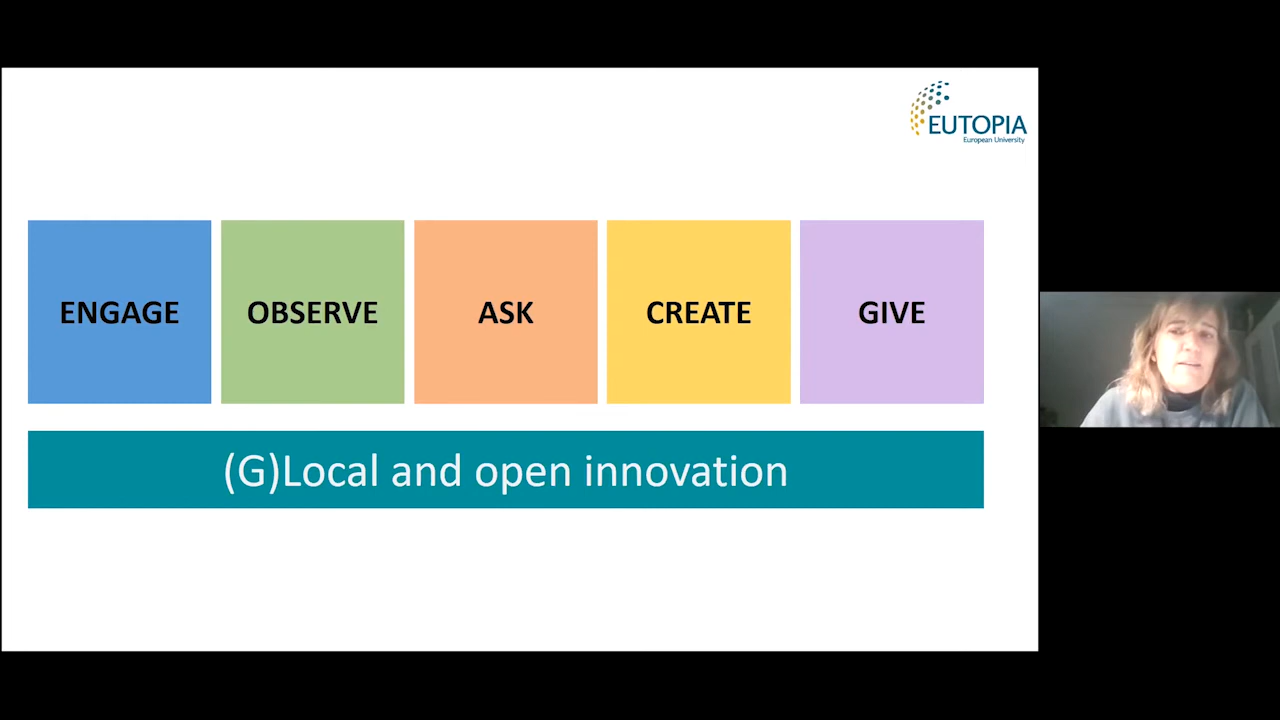 EUTOPIA
European University
ENGAGE
OBSERVE
ASK
CREATE
GIVE
(G)Local and open innovation